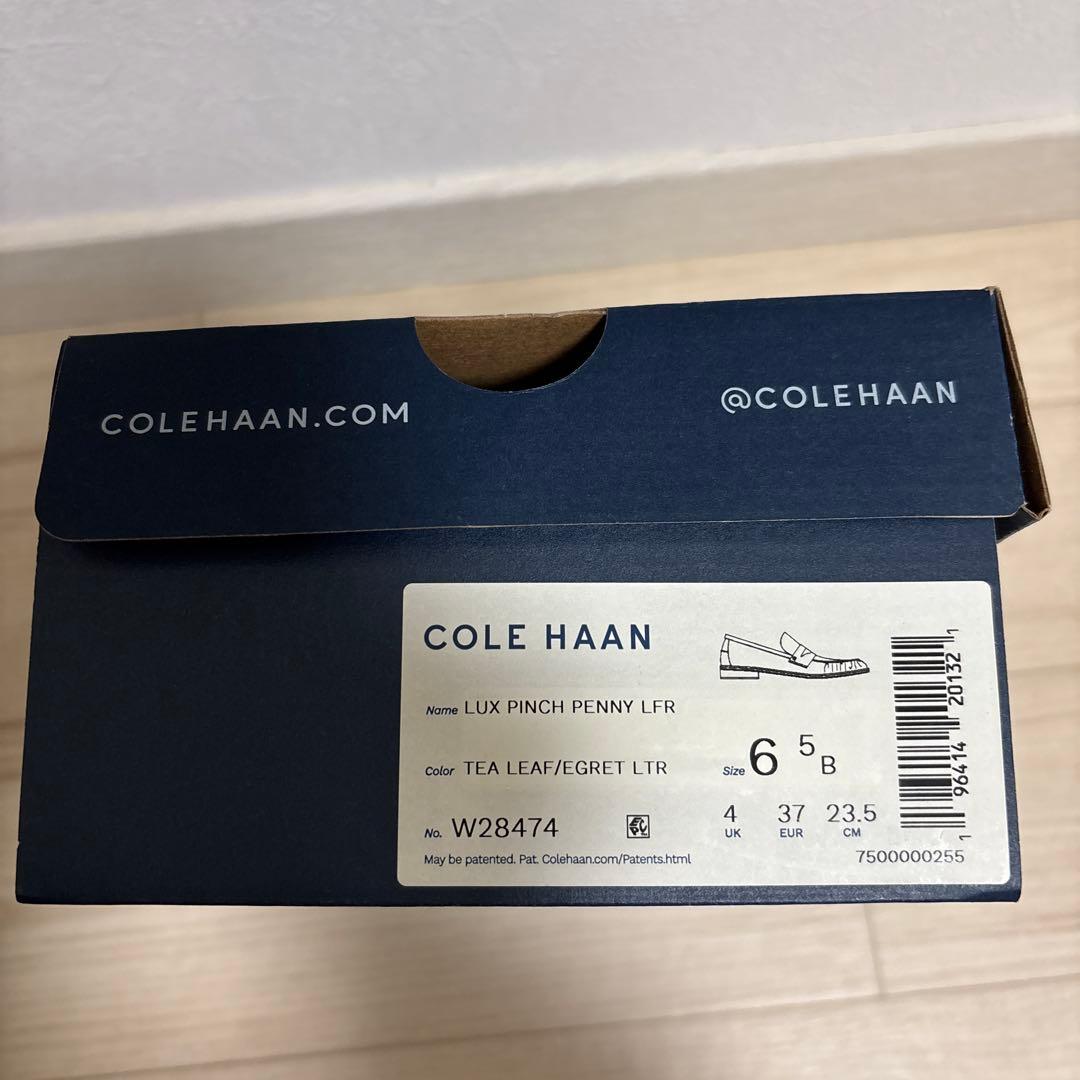 COLEHAAN.COM
@COLEHAAN
COLE HAAN
Name LUX PINCH PENNY LFR
Color TEA LEAF/EGRET LTR
Size 6 5 B
No. W28474
4 37 23.5
UK EUR CM
May be patented. Pat. Colehaan.com/Patents.html
7500000255
1 96414 20132 1